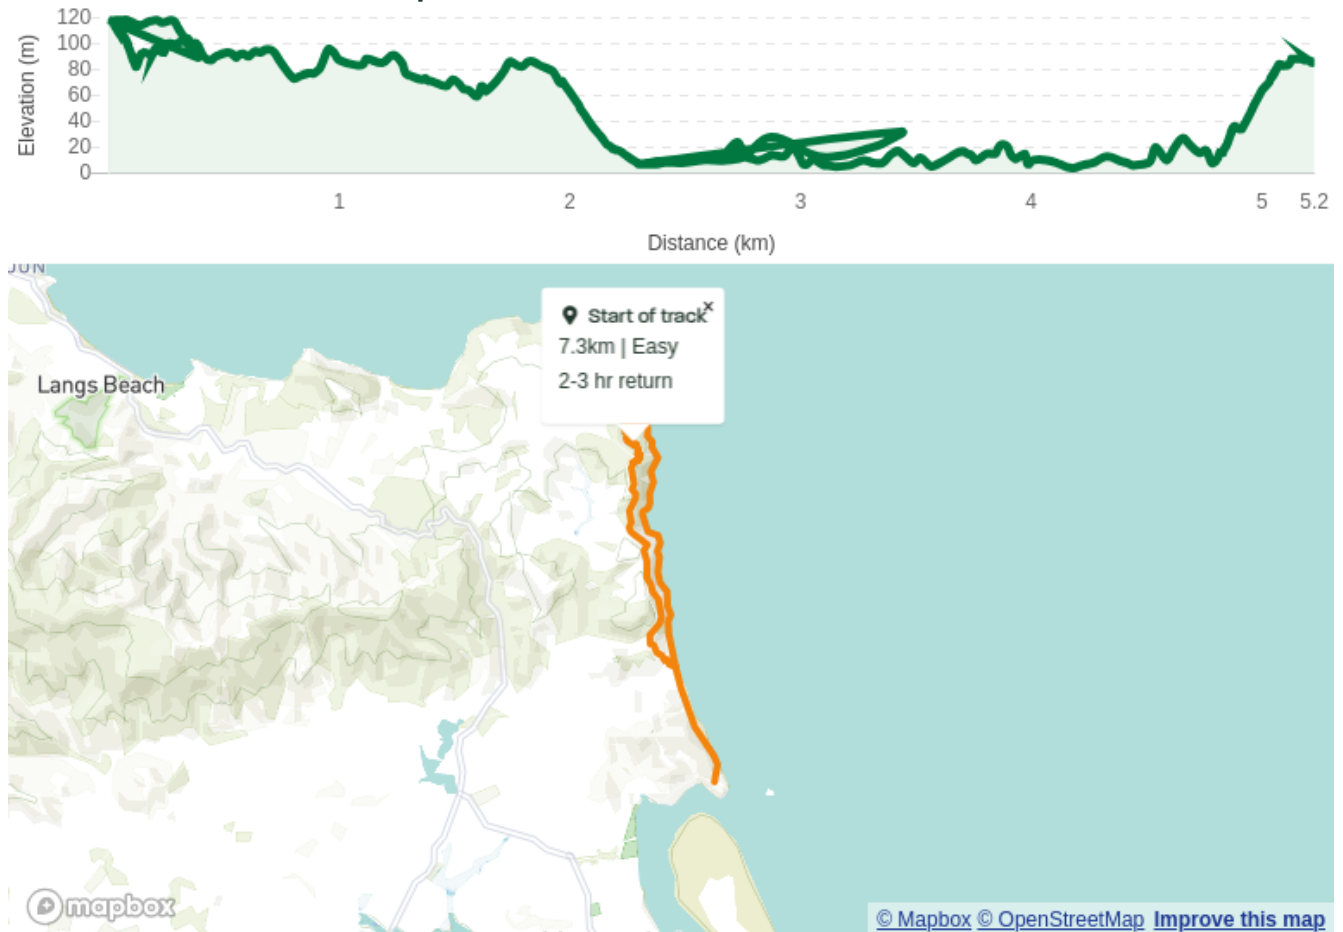 120
100
80
60
40
20
0
Elevation (m)
1 2 3 4 5 5.2
Distance (km)
JUN
Start of track ×
7.3km | Easy
2-3 hr return
Langs Beach
mapbox
© Mapbox © OpenStreetMap Improve this map